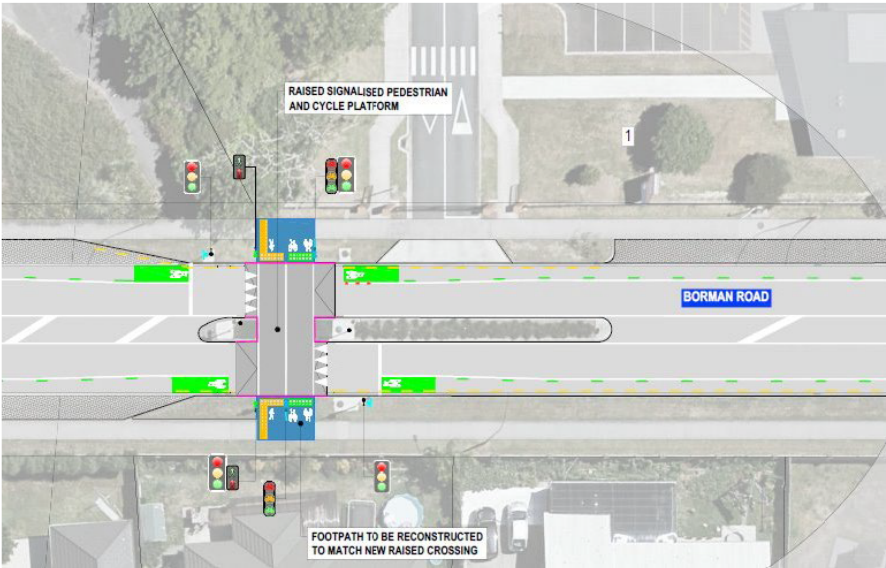 RAISED SIGNALISED PEDESTRIAN
AND CYCLE PLATFORM
1
BORMAN ROAD
FOOTPATH TO BE RECONSTRUCTED
TO MATCH NEW RAISED CROSSING